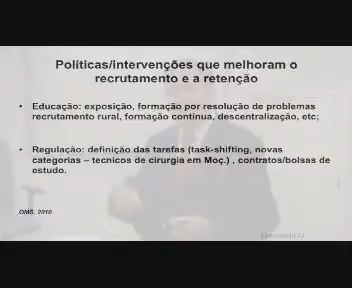 Políticas/intervenções que melhoram o
recrutamento e a retenção
• Educação: exposição, formação por resolução de problemas
recrutamento rural, formação contínua, descentralização, etc;
• Regulação: definição das tarefas (task-shifting, novas
categorias – tecnicos de cirurgia em Moç.) , contratos/bolsas de
estudo.
OMS, 2010